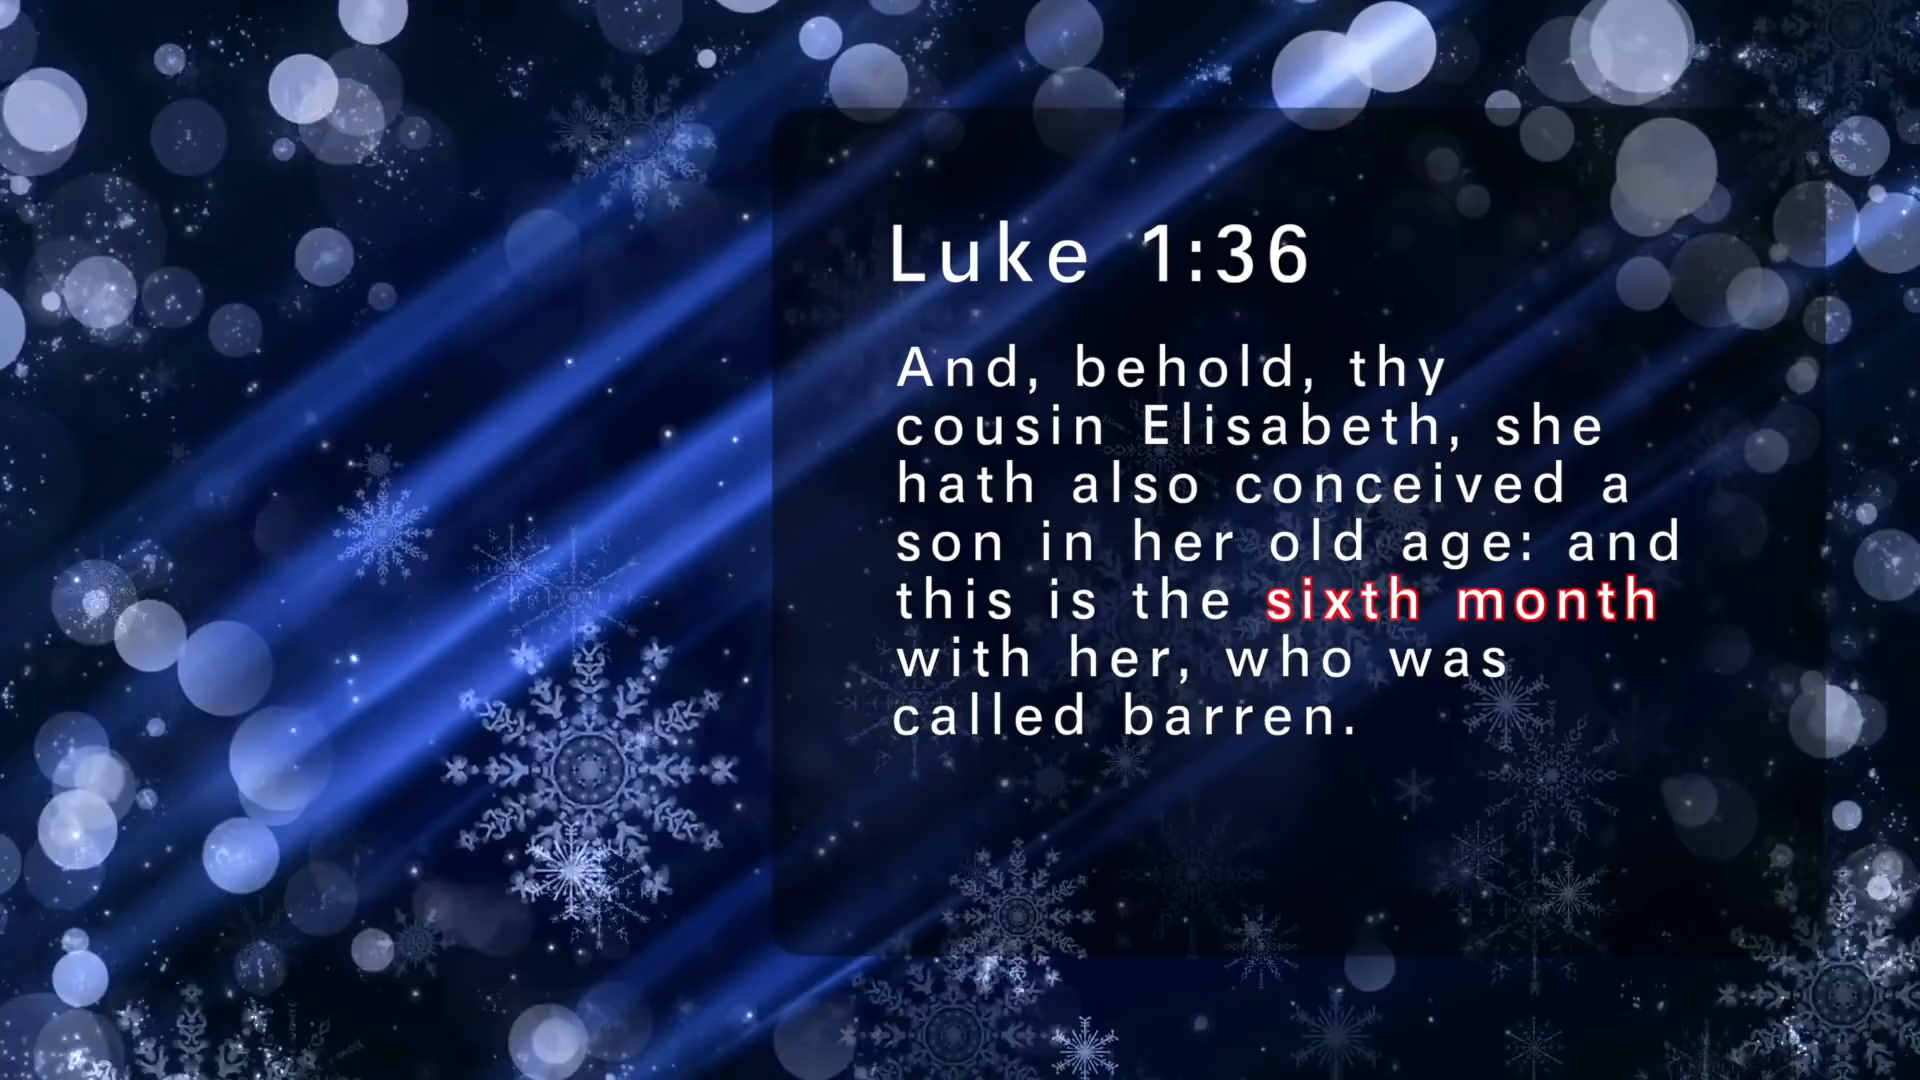 Luke 1:36
And, behold, thy
cousin Elisabeth, she
hath also conceived a
son in her old age: and
this is the sixth month
with her, who was
called barren.